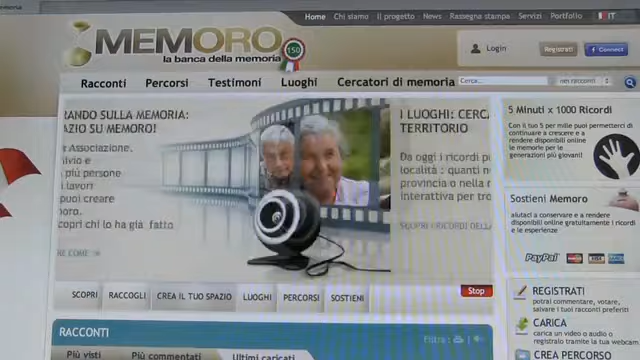 Home Chi siamo Il progetto News Rassegna stampa Servizi Portfolio IT
MEMORO
la banca della memoria
150
Login
Registrati
Connect
Racconti Percorsi Testimoni Luoghi Cercatori di memoria
Cerca...
nei racconti
RANDO SULLA MEMORIA:
AZIO SU MEMORO!
Associazione,
più persone
i lavori
puoi creare
scopri chi lo ha già fatto
I LUOGHI: CERCA
TERRITORIO
Da oggi i ricordi pu
località : quanti n
provincia o nella n
interattiva per tro
SCOPRI I RICORDI DELLA
SCOPRI RACCOGLI CREA IL TUO SPAZIO LUOGHI PERCORSI SOSTIENI
Stop
RACCONTI
Filtra:
Più visti Più commentati Ultimi caricati
5 Minuti x 1000 Ricordi
Con il tuo 5 per mille puoi permetterci di
continuare a crescere e a
rendere disponibili online
le memorie per le
generazioni più giovani!
Sostieni Memoro
aiutaci a conservare e a rendere
disponibili online gratuitamente i ricordi
e le esperienze
PayPal
REGISTRATI
potrai commentare, votare,
salvare i tuoi racconti preferiti
CARICA
carica un video o audio o
registralo tramite la tua webcam
CREA PERCORSO